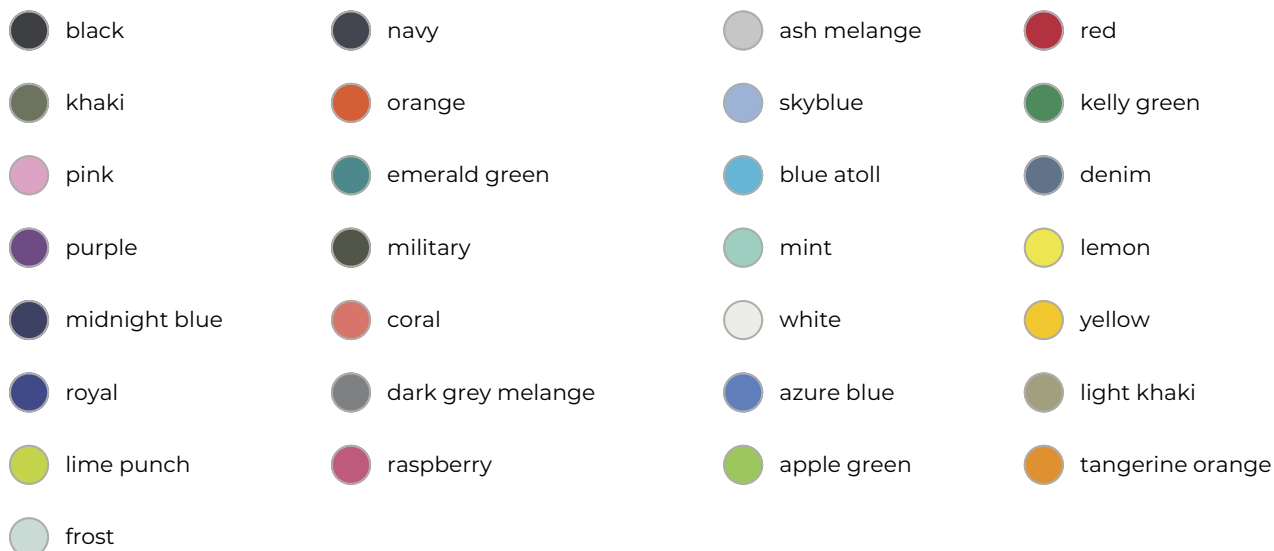 black
navy
ash melange
red
khaki
orange
skyblue
kelly green
pink
emerald green
blue atoll
denim
purple
military
mint
lemon
midnight blue
coral
white
yellow
royal
dark grey melange
azure blue
light khaki
lime punch
raspberry
apple green
tangerine orange
frost